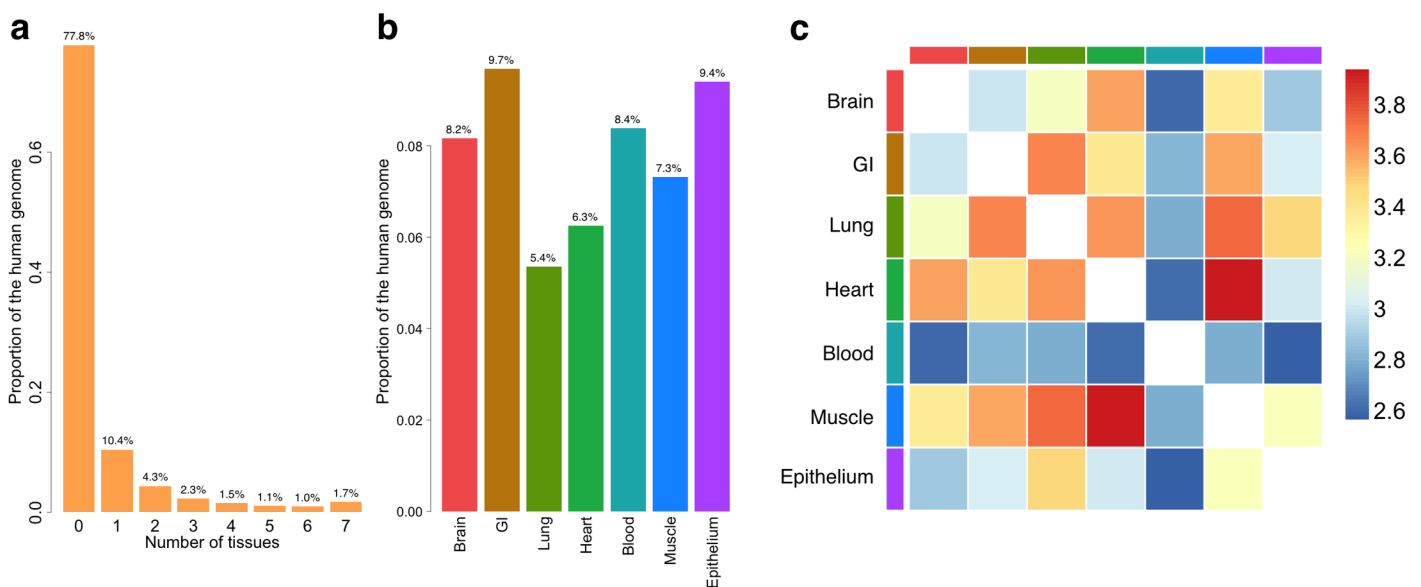 a
77.8%
10.4%
4.3%
2.3%
1.5%
1.1%
1.0%
1.7%
0.6
0.4
0.2
0.0
Proportion of the human genome
0 1 2 3 4 5 6 7
Number of tissues
b
8.2%
9.7%
5.4%
6.3%
8.4%
7.3%
9.4%
0.08
0.06
0.04
0.02
0.00
Proportion of the human genome
Brain
GI
Lung
Heart
Blood
Muscle
Epithelium
c
Brain
GI
Lung
Heart
Blood
Muscle
Epithelium
3.8
3.6
3.4
3.2
3
2.8
2.6